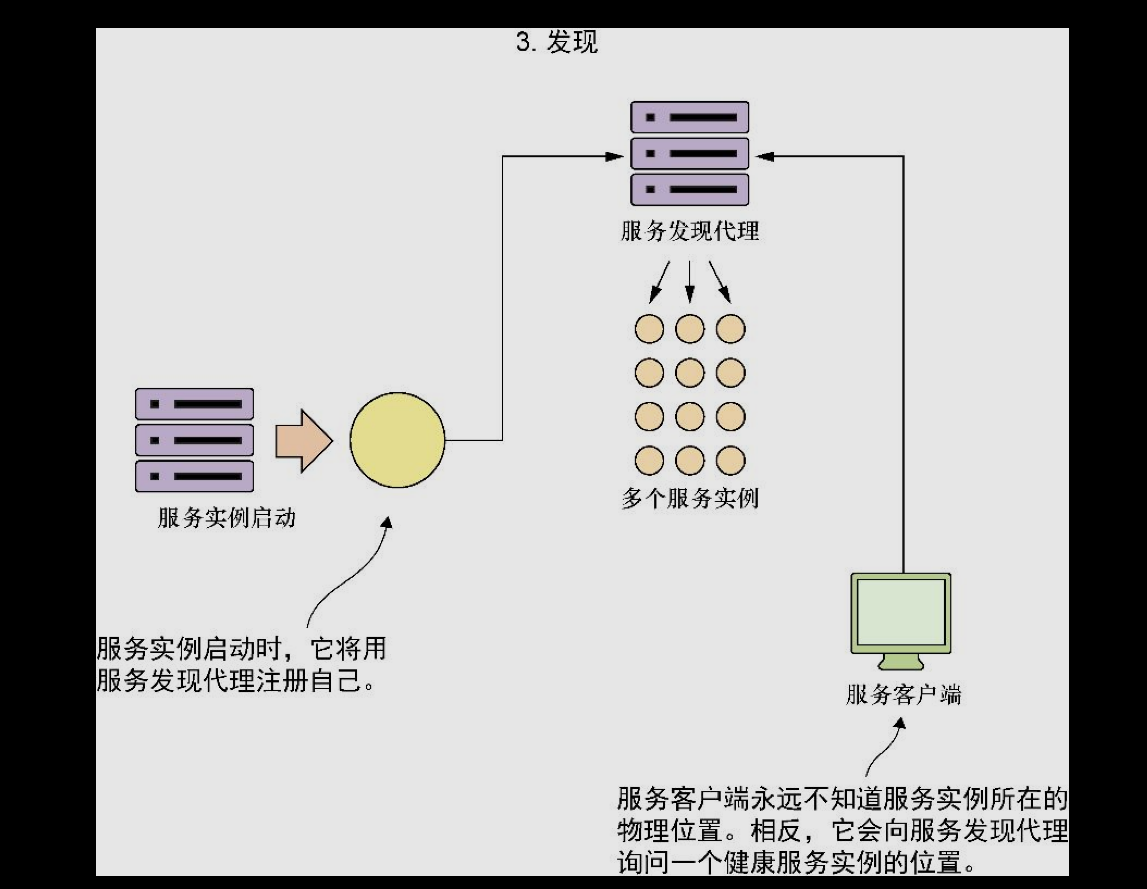 3. 发现
服务发现代理
多个服务实例
服务实例启动
服务实例启动时，它将用
服务发现代理注册自己。
服务客户端
服务客户端永远不知道服务实例所在的
物理位置。相反，它会向服务发现代理
询问一个健康服务实例的位置。